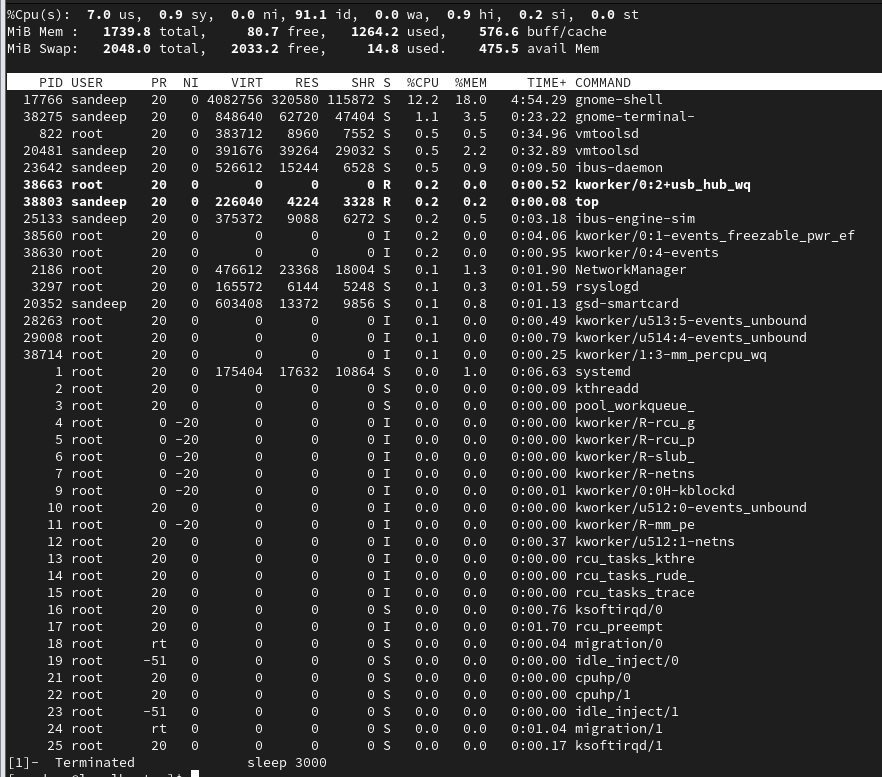 %Cpu(s):  7.0 us,  0.9 sy,  0.0 ni, 91.1 id,  0.0 wa,  0.9 hi,  0.2 si,  0.0 st
MiB Mem :   1739.8 total,     80.7 free,   1264.2 used,    576.6 buff/cache
MiB Swap:   2048.0 total,   2033.2 free,     14.8 used.    475.5 avail Mem
PID USER      PR  NI    VIRT    RES    SHR S  %CPU  %MEM     TIME+ COMMAND
17766 sandeep   20   0 4082756 320580 115872 S  12.2  18.0   4:54.29 gnome-shell
38275 sandeep   20   0  848640  62720  47404 S   1.1   3.5   0:23.22 gnome-terminal-
822 root      20   0  383712   8960   7552 S   0.5   0.5   0:34.96 vmtoolsd
20481 sandeep   20   0  391676  39264  29032 S   0.5   2.2   0:32.89 vmtoolsd
23642 sandeep   20   0  526612  15244   6528 S   0.5   0.9   0:09.50 ibus-daemon
38663 root      20   0       0      0      0 R   0.2   0.0   0:00.52 kworker/0:2+usb_hub_wq
38803 sandeep   20   0  226040   4224   3328 R   0.2   0.2   0:00.08 top
25133 sandeep   20   0  375372   9088   6272 S   0.2   0.5   0:03.18 ibus-engine-sim
38560 root      20   0       0      0      0 I   0.2   0.0   0:04.06 kworker/0:1-events_freezable_pwr_ef
38630 root      20   0       0      0      0 I   0.2   0.0   0:00.95 kworker/0:4-events
2186 root      20   0  476612  23368  18004 S   0.1   1.3   0:01.90 NetworkManager
3297 root      20   0  165572   6144   5248 S   0.1   0.3   0:01.59 rsyslogd
20352 sandeep   20   0  603408  13372   9856 S   0.1   0.8   0:01.13 gsd-smartcard
28263 root      20   0       0      0      0 I   0.1   0.0   0:00.49 kworker/u513:5-events_unbound
29008 root      20   0       0      0      0 I   0.1   0.0   0:00.79 kworker/u514:4-events_unbound
38714 root      20   0       0      0      0 I   0.1   0.0   0:00.25 kworker/1:3-mm_percpu_wq
1 root      20   0  175404  17632  10864 S   0.0   1.0   0:06.63 systemd
2 root      20   0       0      0      0 S   0.0   0.0   0:00.09 kthreadd
3 root      20   0       0      0      0 S   0.0   0.0   0:00.00 pool_workqueue_
4 root       0 -20       0      0      0 I   0.0   0.0   0:00.00 kworker/R-rcu_g
5 root       0 -20       0      0      0 I   0.0   0.0   0:00.00 kworker/R-rcu_p
6 root       0 -20       0      0      0 I   0.0   0.0   0:00.00 kworker/R-slub_
7 root       0 -20       0      0      0 I   0.0   0.0   0:00.00 kworker/R-netns
9 root       0 -20       0      0      0 I   0.0   0.0   0:00.01 kworker/0:0H-kblockd
10 root      20   0       0      0      0 I   0.0   0.0   0:00.00 kworker/u512:0-events_unbound
11 root       0 -20       0      0      0 I   0.0   0.0   0:00.00 kworker/R-mm_pe
12 root      20   0       0      0      0 I   0.0   0.0   0:00.37 kworker/u512:1-netns
13 root      20   0       0      0      0 I   0.0   0.0   0:00.00 rcu_tasks_kthre
14 root      20   0       0      0      0 I   0.0   0.0   0:00.00 rcu_tasks_rude_
15 root      20   0       0      0      0 I   0.0   0.0   0:00.00 rcu_tasks_trace
16 root      20   0       0      0      0 S   0.0   0.0   0:00.76 ksoftirqd/0
17 root      20   0       0      0      0 I   0.0   0.0   0:01.70 rcu_preempt
18 root      rt   0       0      0      0 S   0.0   0.0   0:00.04 migration/0
19 root     -51   0       0      0      0 S   0.0   0.0   0:00.00 idle_inject/0
21 root      20   0       0      0      0 S   0.0   0.0   0:00.00 cpuhp/0
22 root      20   0       0      0      0 S   0.0   0.0   0:00.00 cpuhp/1
23 root     -51   0       0      0      0 S   0.0   0.0   0:00.00 idle_inject/1
24 root      rt   0       0      0      0 S   0.0   0.0   0:01.04 migration/1
25 root      20   0       0      0      0 S   0.0   0.0   0:00.17 ksoftirqd/1
[1]-  Terminated              sleep 3000